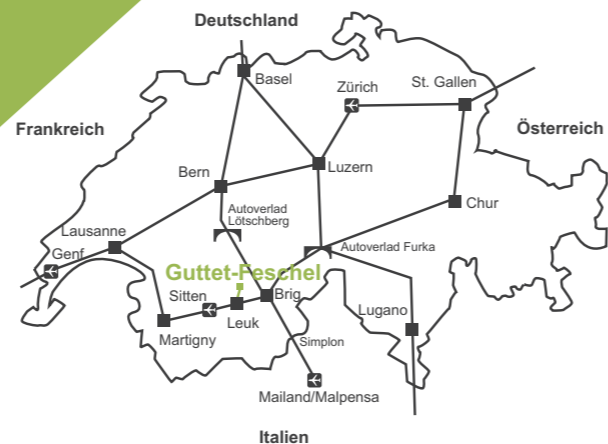 Deutschland
Basel
Zürich
St. Gallen
Frankreich
Österreich
Bern
Luzern
Chur
Autoverlad
Lötschberg
Lausanne
Autoverlad Furka
Genf
Guttet-Feschel
Sitten
Brig
Leuk
Lugano
Martigny
Simplon
Mailand/Malpensa
Italien